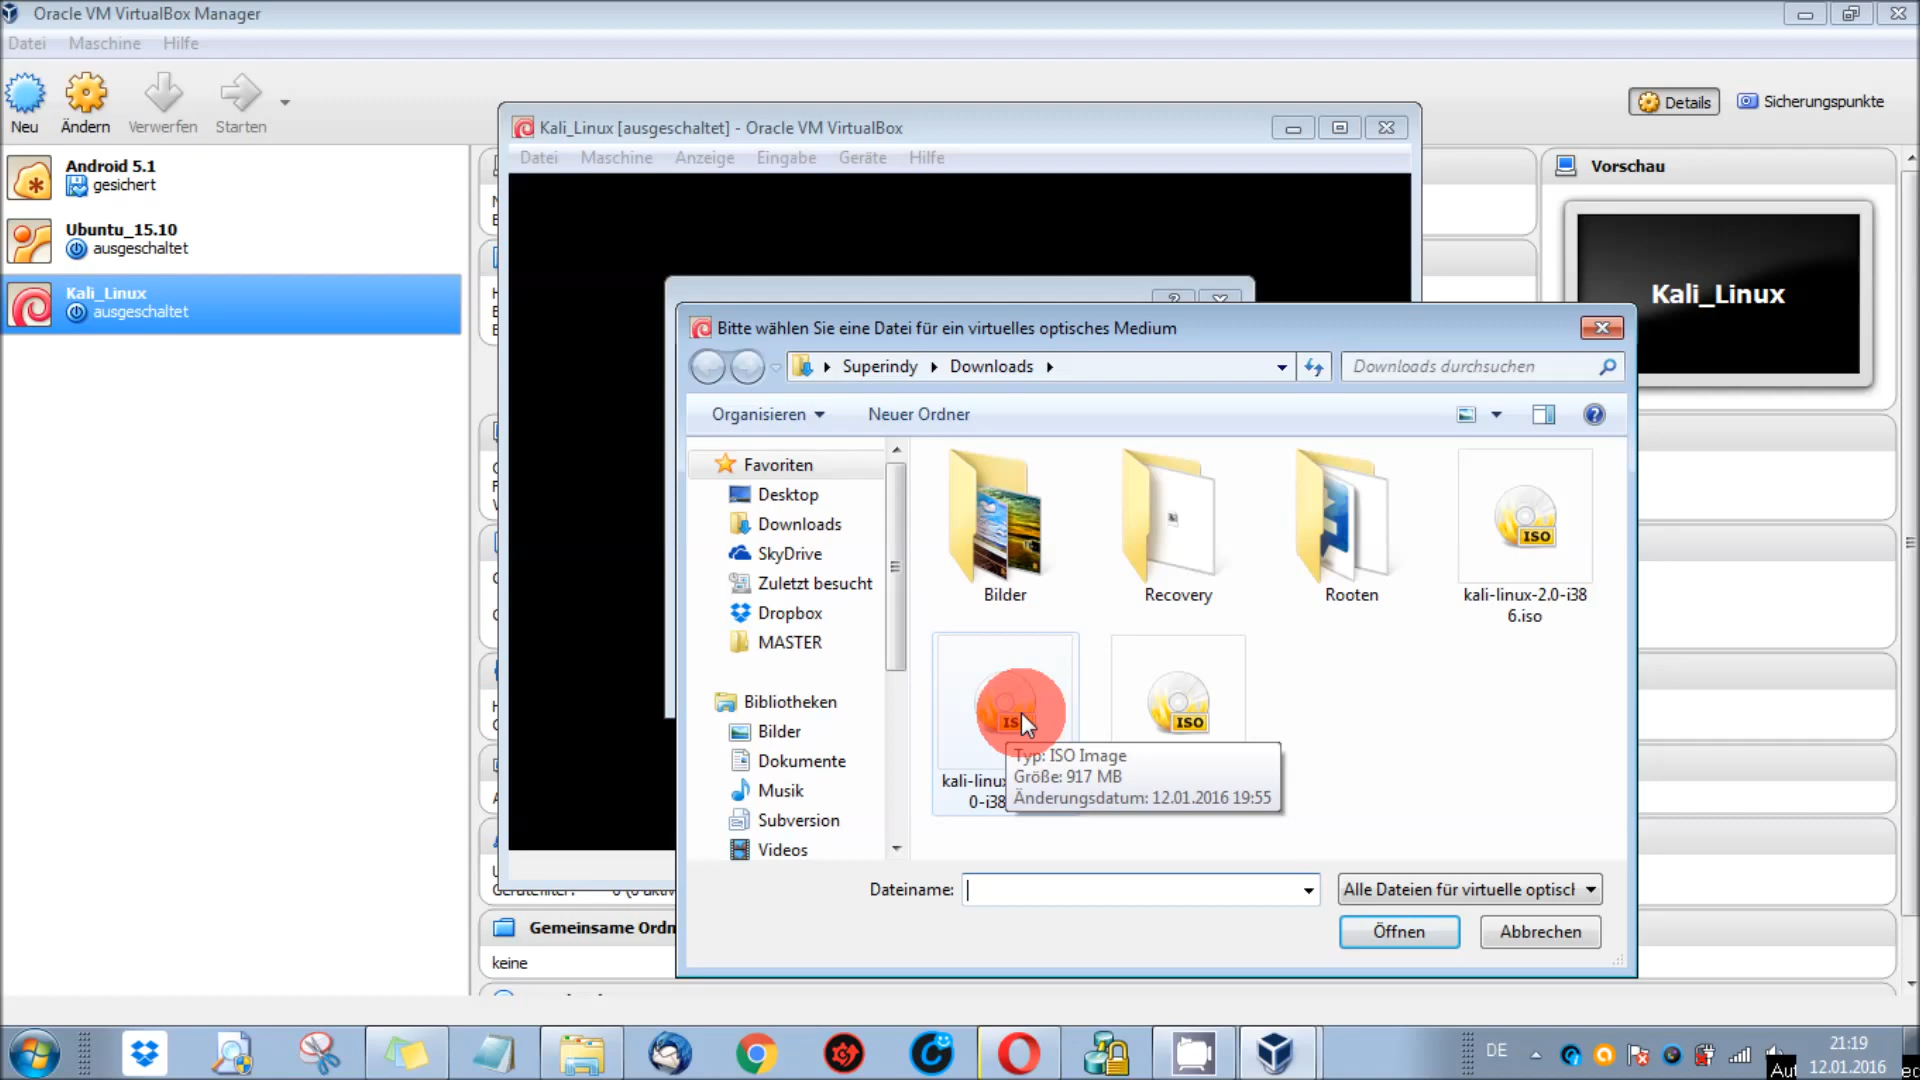 Oracle VM VirtualBox Manager
Datei Maschine Hilfe
Neu Ändern Verwerfen Starten
Details Sicherungspunkte
Android 5.1
gesichert
Ubuntu_15.10
ausgeschaltet
Kali_Linux
ausgeschaltet
Kali_Linux [ausgeschaltet] - Oracle VM VirtualBox
Datei Maschine Anzeige Eingabe Geräte Hilfe
Vorschau
Kali_Linux
Bitte wählen Sie eine Datei für ein virtuelles optisches Medium
Superindy Downloads
Downloads durchsuchen
Organisieren Neuer Ordner
Favoriten
Desktop
Downloads
SkyDrive
Zuletzt besucht
Dropbox
MASTER
Bibliotheken
Bilder
Dokumente
Musik
Subversion
Videos
Bilder
Recovery
Rooten
ISO
kali-linux-2.0-i38
6.iso
ISO
kali-linu
0-i38
Typ: ISO Image
Größe: 917 MB
Änderungsdatum: 12.01.2016 19:55
Dateiname:
Alle Dateien für virtuelle optiscl
Öffnen Abbrechen
Gemeinsame Ordn
keine
DE
21:19
12.01.2016